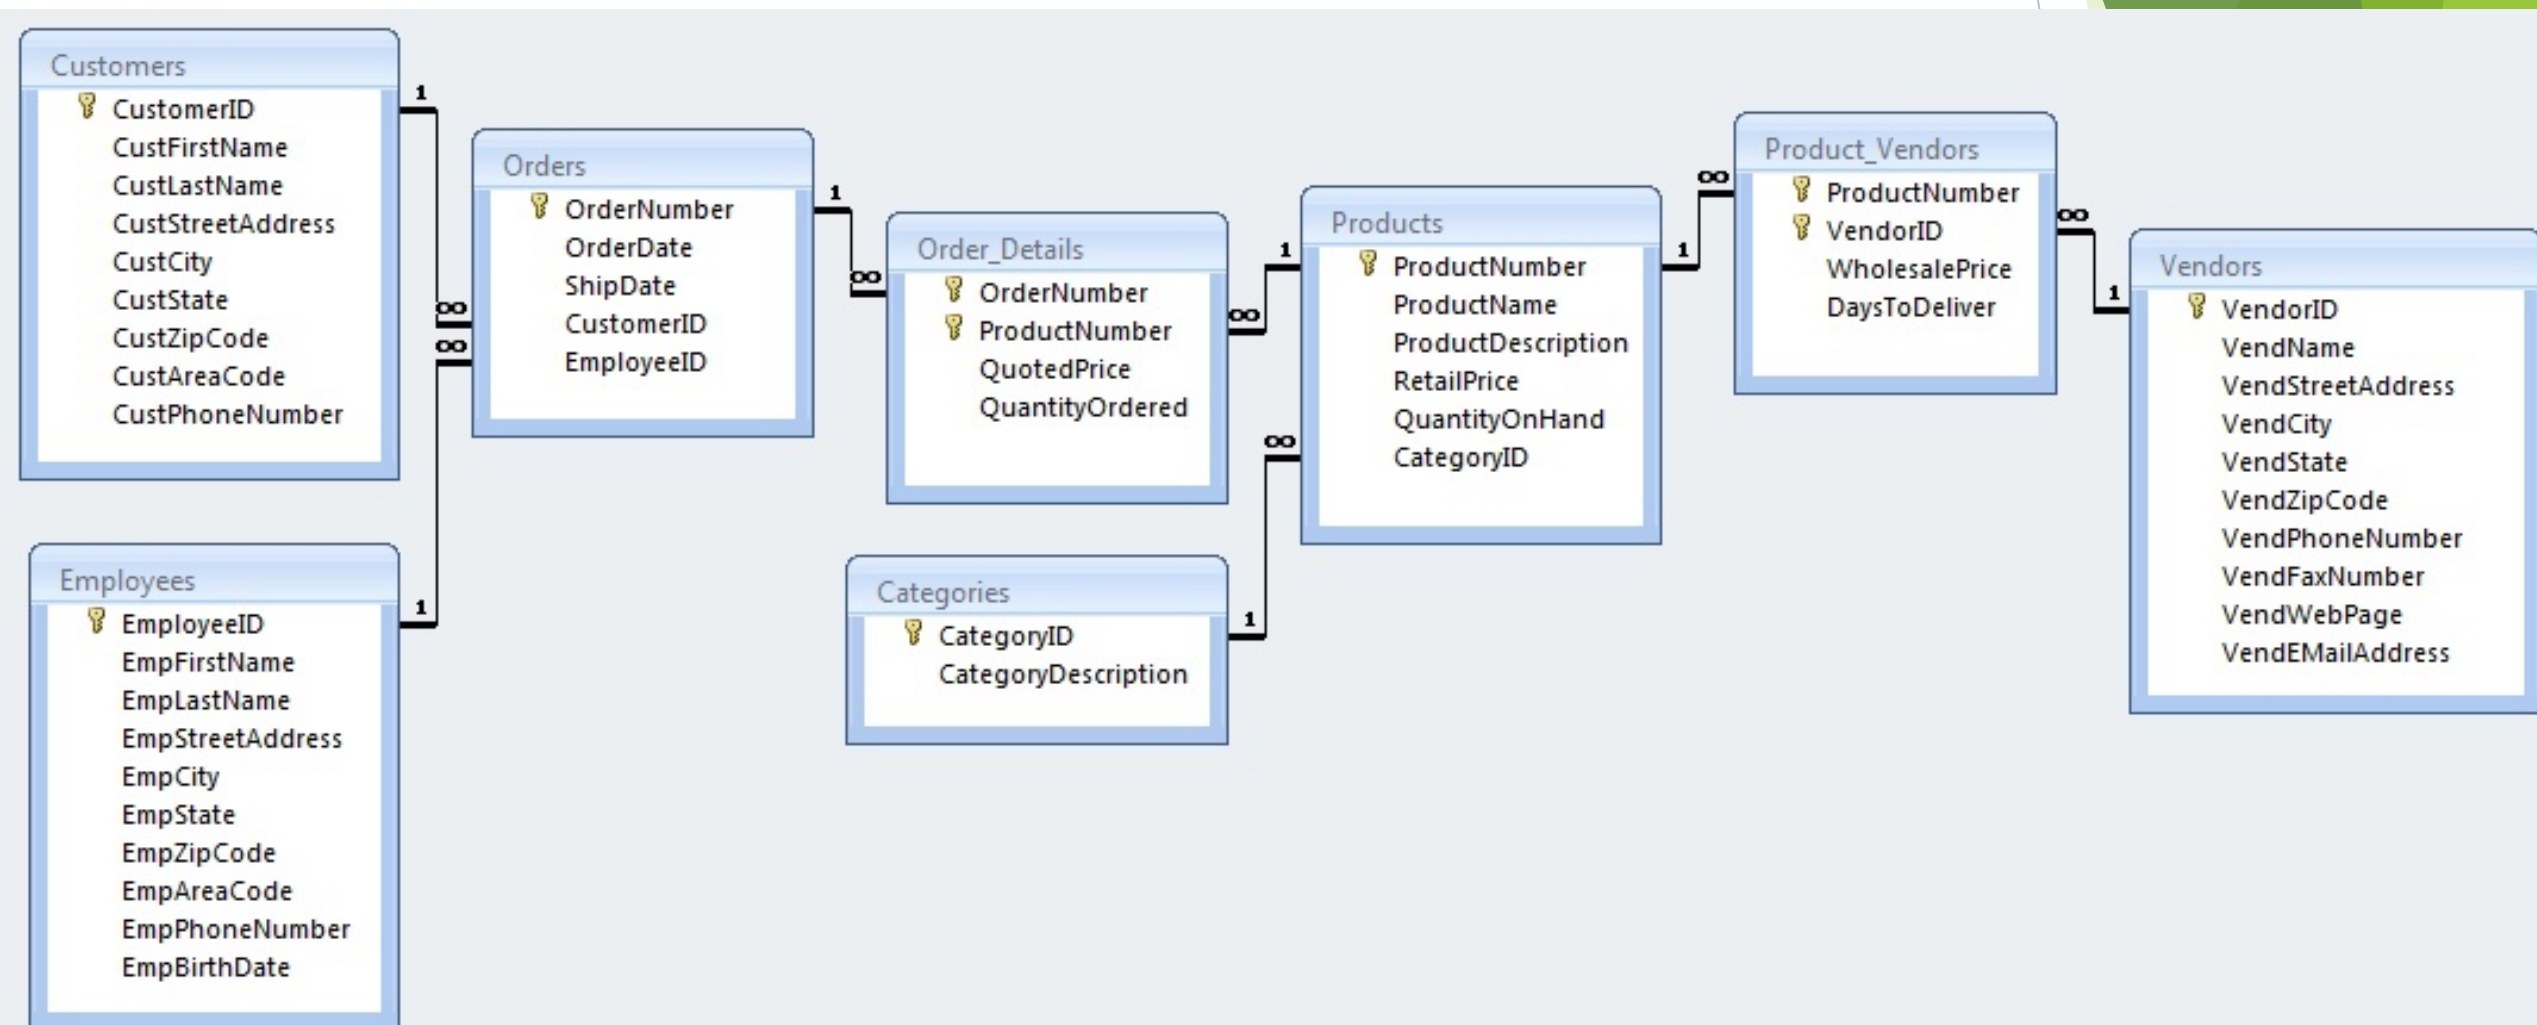 Customers
CustomerID
CustFirstName
CustLastName
CustStreetAddress
CustCity
CustState
CustZipCode
CustAreaCode
CustPhoneNumber
1
∞
Employees
EmployeeID
EmpFirstName
EmpLastName
EmpStreetAddress
EmpCity
EmpState
EmpZipCode
EmpAreaCode
EmpPhoneNumber
EmpBirthDate
1
∞
Orders
OrderNumber
OrderDate
ShipDate
CustomerID
EmployeeID
1
∞
Order_Details
OrderNumber
ProductNumber
QuotedPrice
QuantityOrdered
∞
1
Categories
CategoryID
CategoryDescription
1
∞
Products
ProductNumber
ProductName
ProductDescription
RetailPrice
QuantityOnHand
CategoryID
1
∞
Product_Vendors
ProductNumber
VendorID
WholesalePrice
DaysToDeliver
∞
1
Vendors
VendorID
VendName
VendStreetAddress
VendCity
VendState
VendZipCode
VendPhoneNumber
VendFaxNumber
VendWebPage
VendEMailAddress